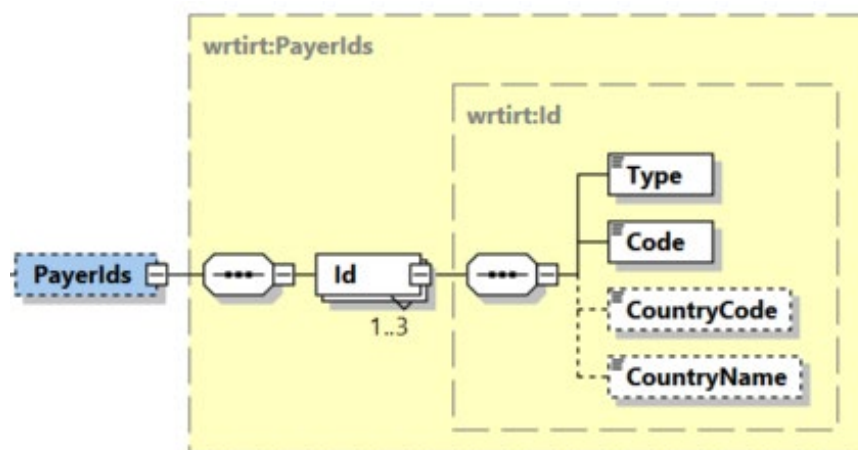 wrtirt:PayerIds
wrtirt:Id
Type
Code
PayerIds
Id
CountryCode
1..3
CountryName